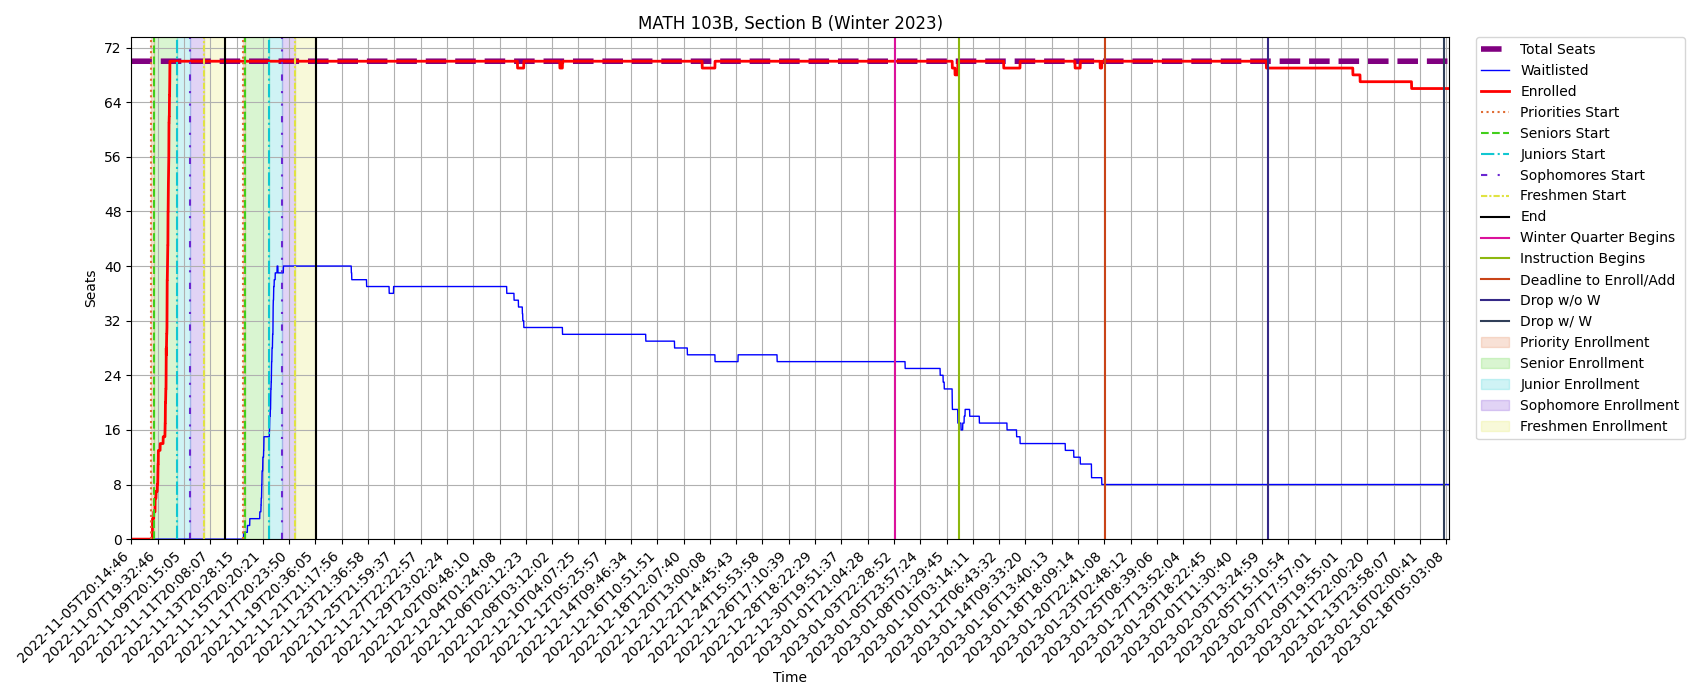 MATH 103B, Section B (Winter 2023)
Seats
72
64
56
48
40
32
24
16
8
0
2022-11-05T20:14:46
2022-11-07T19:32:46
2022-11-09T20:15:05
2022-11-11T20:08:07
2022-11-13T20:28:15
2022-11-15T20:20:21
2022-11-17T20:23:50
2022-11-19T20:36:05
2022-11-21T21:17:56
2022-11-23T21:36:58
2022-11-25T21:59:37
2022-11-27T22:22:57
2022-11-29T23:02:24
2022-12-02T00:48:10
2022-12-04T01:24:08
2022-12-06T02:12:23
2022-12-08T03:12:02
2022-12-10T04:07:25
2022-12-12T05:25:57
2022-12-14T09:46:34
2022-12-16T10:51:51
2022-12-18T12:07:40
2022-12-20T13:00:08
2022-12-22T14:45:43
2022-12-24T15:53:58
2022-12-26T17:10:39
2022-12-28T18:22:29
2022-12-30T19:51:37
2023-01-01T21:04:28
2023-01-03T22:28:52
2023-01-05T23:57:24
2023-01-08T01:29:45
2023-01-10T03:14:11
2023-01-12T06:43:32
2023-01-14T09:33:20
2023-01-16T13:40:13
2023-01-18T18:09:14
2023-01-20T22:41:08
2023-01-23T02:48:12
2023-01-25T08:39:06
2023-01-27T13:52:04
2023-01-29T18:22:45
2023-02-01T11:30:40
2023-02-03T13:24:59
2023-02-05T15:10:54
2023-02-07T17:57:01
2023-02-09T19:55:01
2023-02-11T22:00:20
2023-02-13T23:58:07
2023-02-16T02:00:41
2023-02-18T05:03:08
Time
Total Seats
Waitlisted
Enrolled
Priorities Start
Seniors Start
Juniors Start
Sophomores Start
Freshmen Start
End
Winter Quarter Begins
Instruction Begins
Deadline to Enroll/Add
Drop w/o W
Drop w/ W
Priority Enrollment
Senior Enrollment
Junior Enrollment
Sophomore Enrollment
Freshmen Enrollment